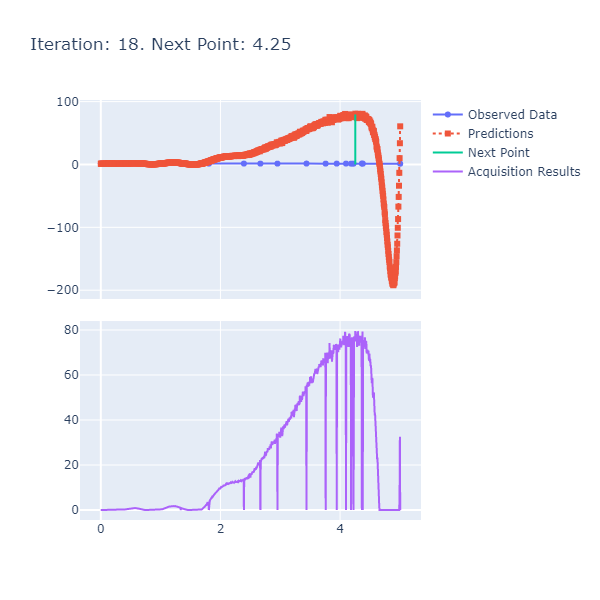 Iteration: 18. Next Point: 4.25
100
0
−100
−200
Observed Data
Predictions
Next Point
Acquisition Results
80
60
40
20
0
0
2
4